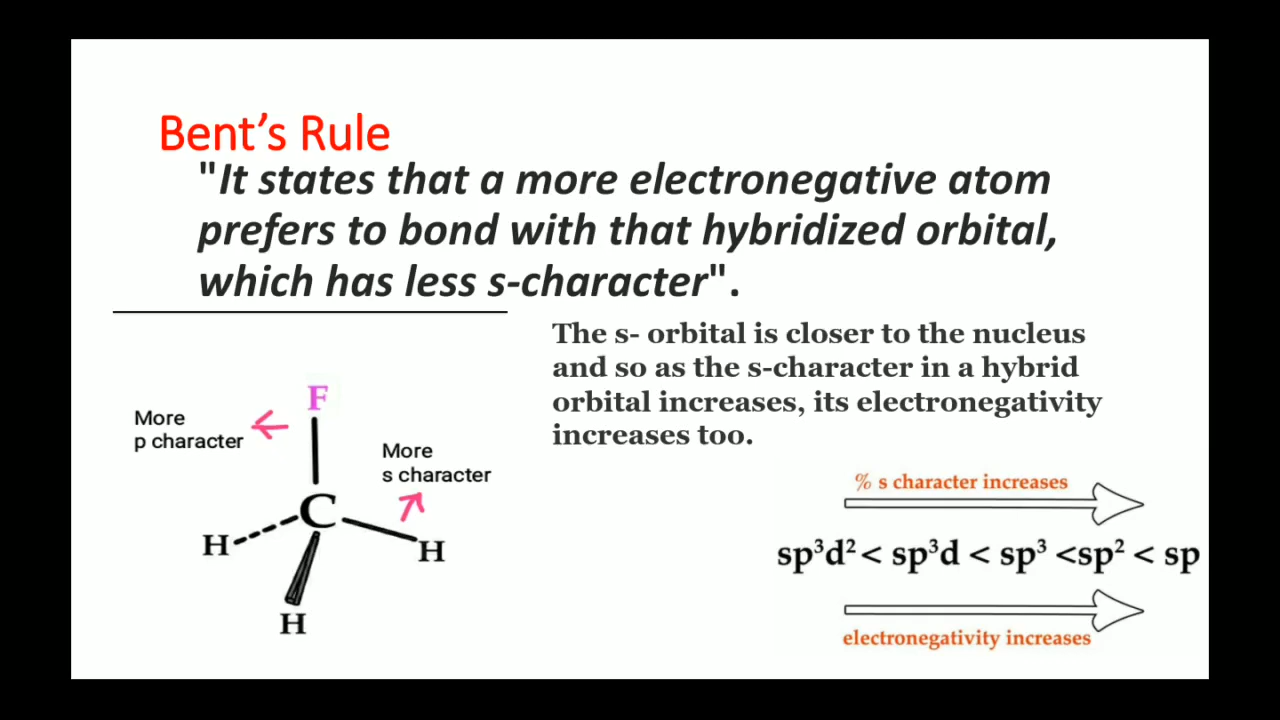 Bent’s Rule
"It states that a more electronegative atom
prefers to bond with that hybridized orbital,
which has less s-character".
The s- orbital is closer to the nucleus
and so as the s-character in a hybrid
orbital increases, its electronegativity
increases too.
F
More
p character
More
s character
C
H
H
H
% s character increases
sp³d² < sp³d < sp³ <sp² < sp
electronegativity increases